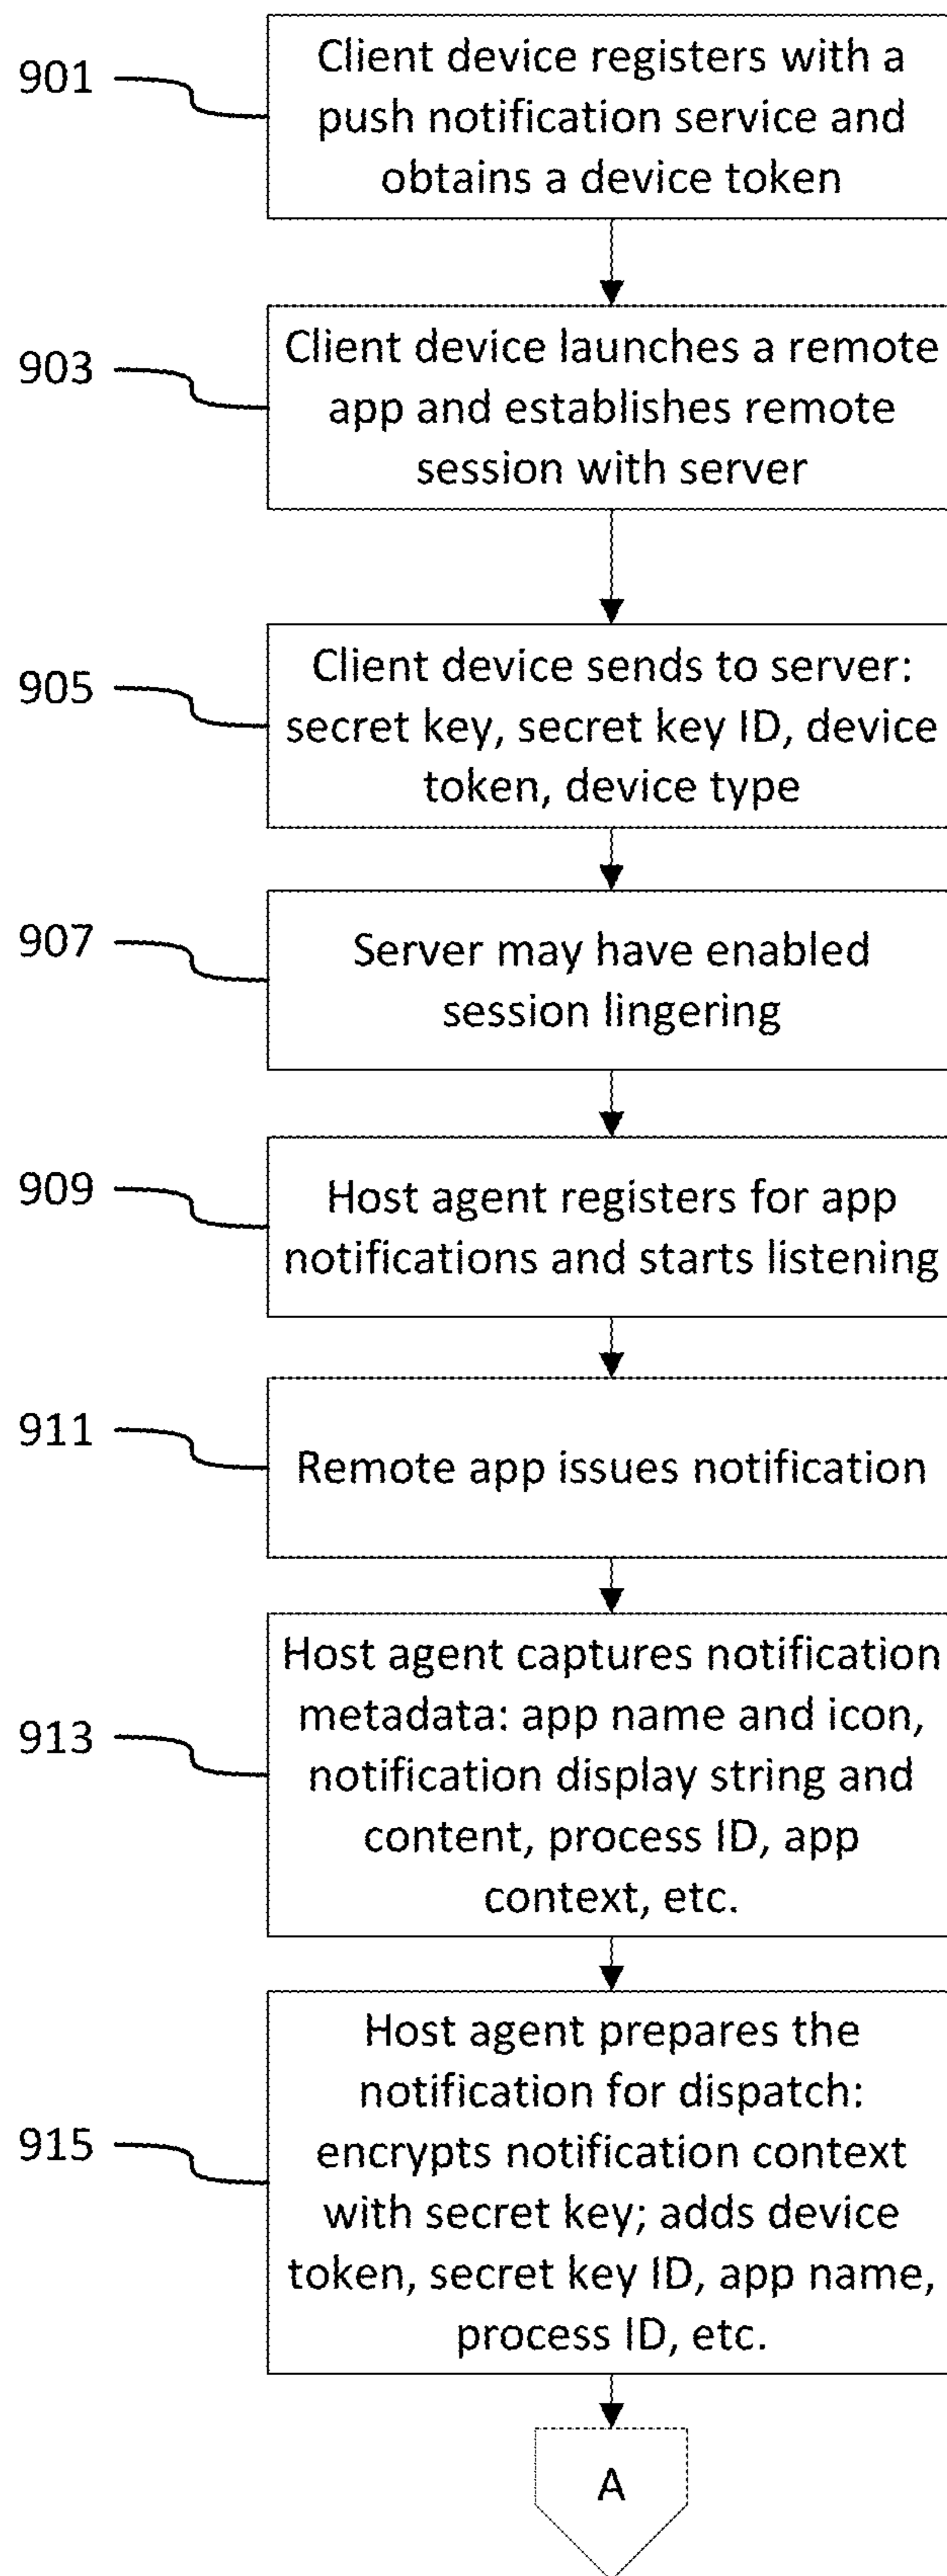 901
Client device registers with a
push notification service and
obtains a device token
903
Client device launches a remote
app and establishes remote
session with server
905
Client device sends to server:
secret key, secret key ID, device
token, device type
907
Server may have enabled
session lingering
909
Host agent registers for app
notifications and starts listening
911
Remote app issues notification
913
Host agent captures notification
metadata: app name and icon,
notification display string and
content, process ID, app
context, etc.
915
Host agent prepares the
notification for dispatch:
encrypts notification context
with secret key; adds device
token, secret key ID, app name,
process ID, etc.
A